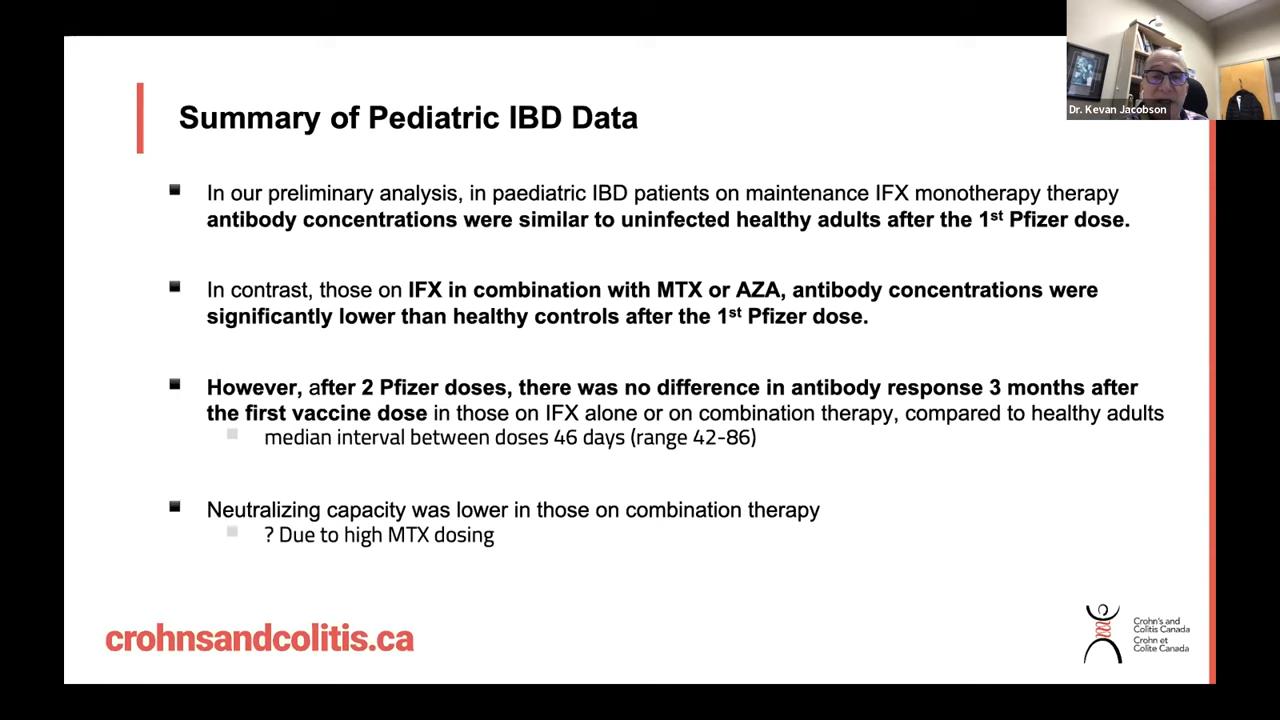 Dr. Kevan Jacobson
Summary of Pediatric IBD Data
In our preliminary analysis, in paediatric IBD patients on maintenance IFX monotherapy therapy
antibody concentrations were similar to uninfected healthy adults after the 1st Pfizer dose.
In contrast, those on IFX in combination with MTX or AZA, antibody concentrations were
significantly lower than healthy controls after the 1st Pfizer dose.
However, after 2 Pfizer doses, there was no difference in antibody response 3 months after
the first vaccine dose in those on IFX alone or on combination therapy, compared to healthy adults
median interval between doses 46 days (range 42-86)
Neutralizing capacity was lower in those on combination therapy
? Due to high MTX dosing
crohnsandcolitis.ca
Crohn's and
Colitis Canada
Crohn et
Colite Canada